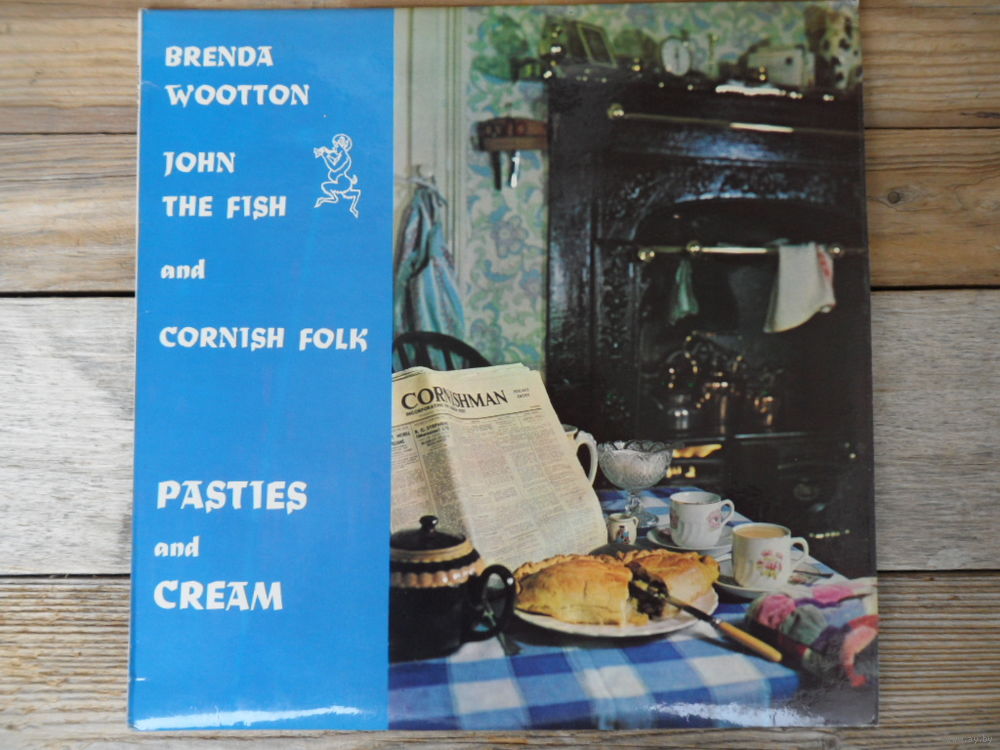 BRENDA
WOOTTON
JOHN
THE FISH
and
CORNISH FOLK
PASTIES
and
CREAM
CORNISHMAN